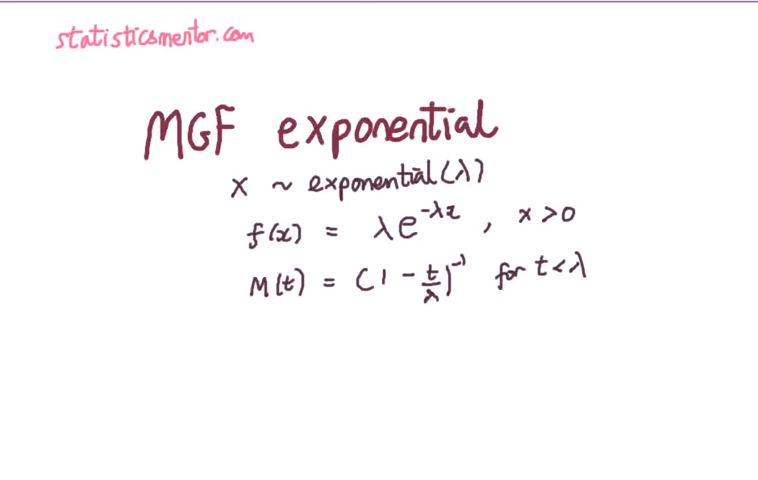 statisticsmentor.com
MGF exponential
X ~ exponential(λ)
f(x) = λe^{-λx}, x>0
M(t) = (1 - t/λ)^{-1} for t<λ